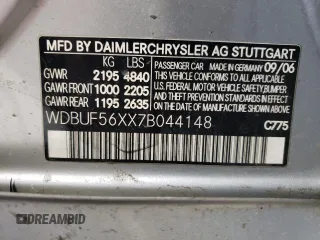 MFD BY DAIMLERCHRYSLER AG STUTTGART
KG LBS PASSENGER CAR MADE IN GERMANY 09/06
GVWR 2195 4840
GAWR FRONT 1000 2205
GAWR REAR 1195 2635
THIS VEHICLE CONFORMS TO ALL APPLICABLE U.S. FEDERAL MOTOR VEHICLE SAFETY, BUMPER, AND THEFT PREVENTION STANDARDS IN EFFECT ON THE DATE OF MANUFACTURE SHOWN ABOVE.
WDBUF56XX7B044148 C775
© DREAMBID